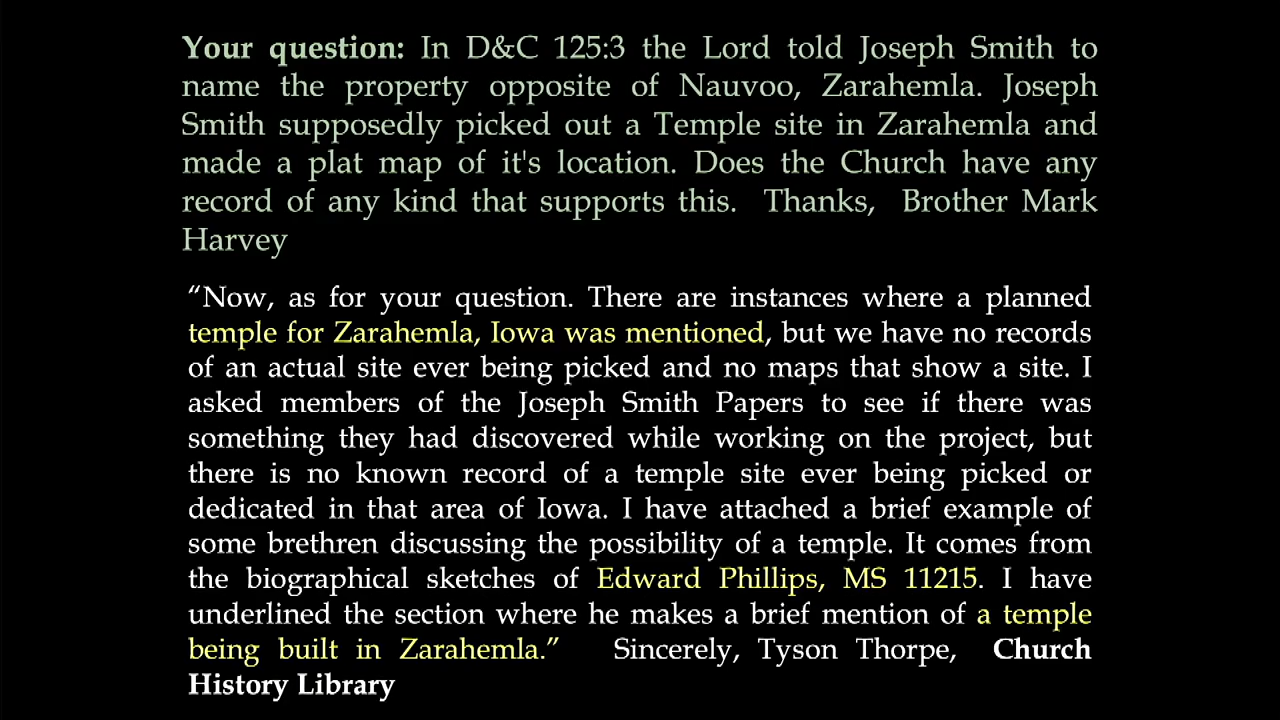 Your question: In D&C 125:3 the Lord told Joseph Smith to
name the property opposite of Nauvoo, Zarahemla. Joseph
Smith supposedly picked out a Temple site in Zarahemla and
made a plat map of it's location. Does the Church have any
record of any kind that supports this. Thanks, Brother Mark
Harvey
“Now, as for your question. There are instances where a planned
temple for Zarahemla, Iowa was mentioned, but we have no records
of an actual site ever being picked and no maps that show a site. I
asked members of the Joseph Smith Papers to see if there was
something they had discovered while working on the project, but
there is no known record of a temple site ever being picked or
dedicated in that area of Iowa. I have attached a brief example of
some brethren discussing the possibility of a temple. It comes from
the biographical sketches of Edward Phillips, MS 11215. I have
underlined the section where he makes a brief mention of a temple
being built in Zarahemla.” Sincerely, Tyson Thorpe, Church
History Library